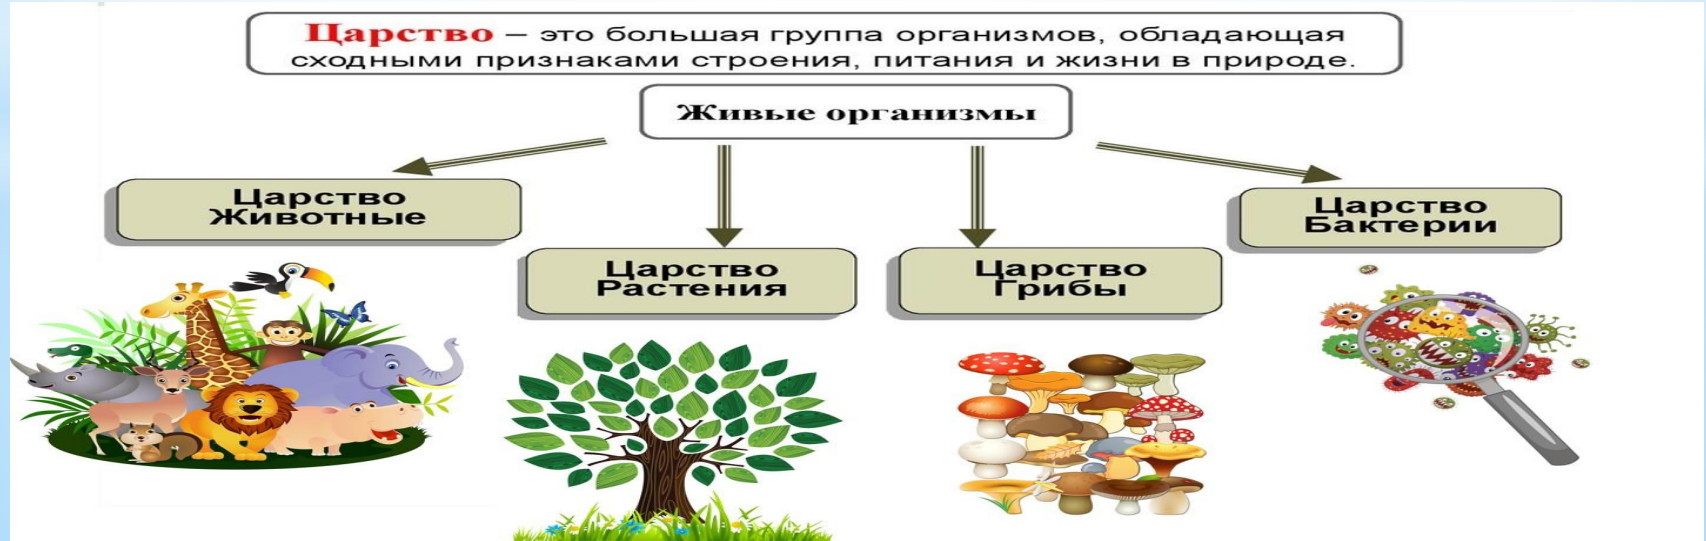 Царство – это большая группа организмов, обладающая
сходными признаками строения, питания и жизни в природе.
Живые организмы
Царство
Животные
Царство
Растения
Царство
Грибы
Царство
Бактерии